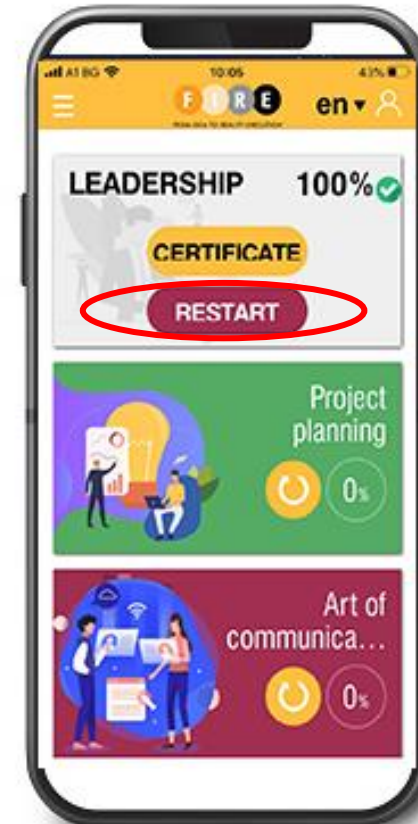 A1 BG
10:05
43%
FIRE
en
LEADERSHIP 100%
CERTIFICATE
RESTART
Project
planning
0%
Art of
communica...
0%